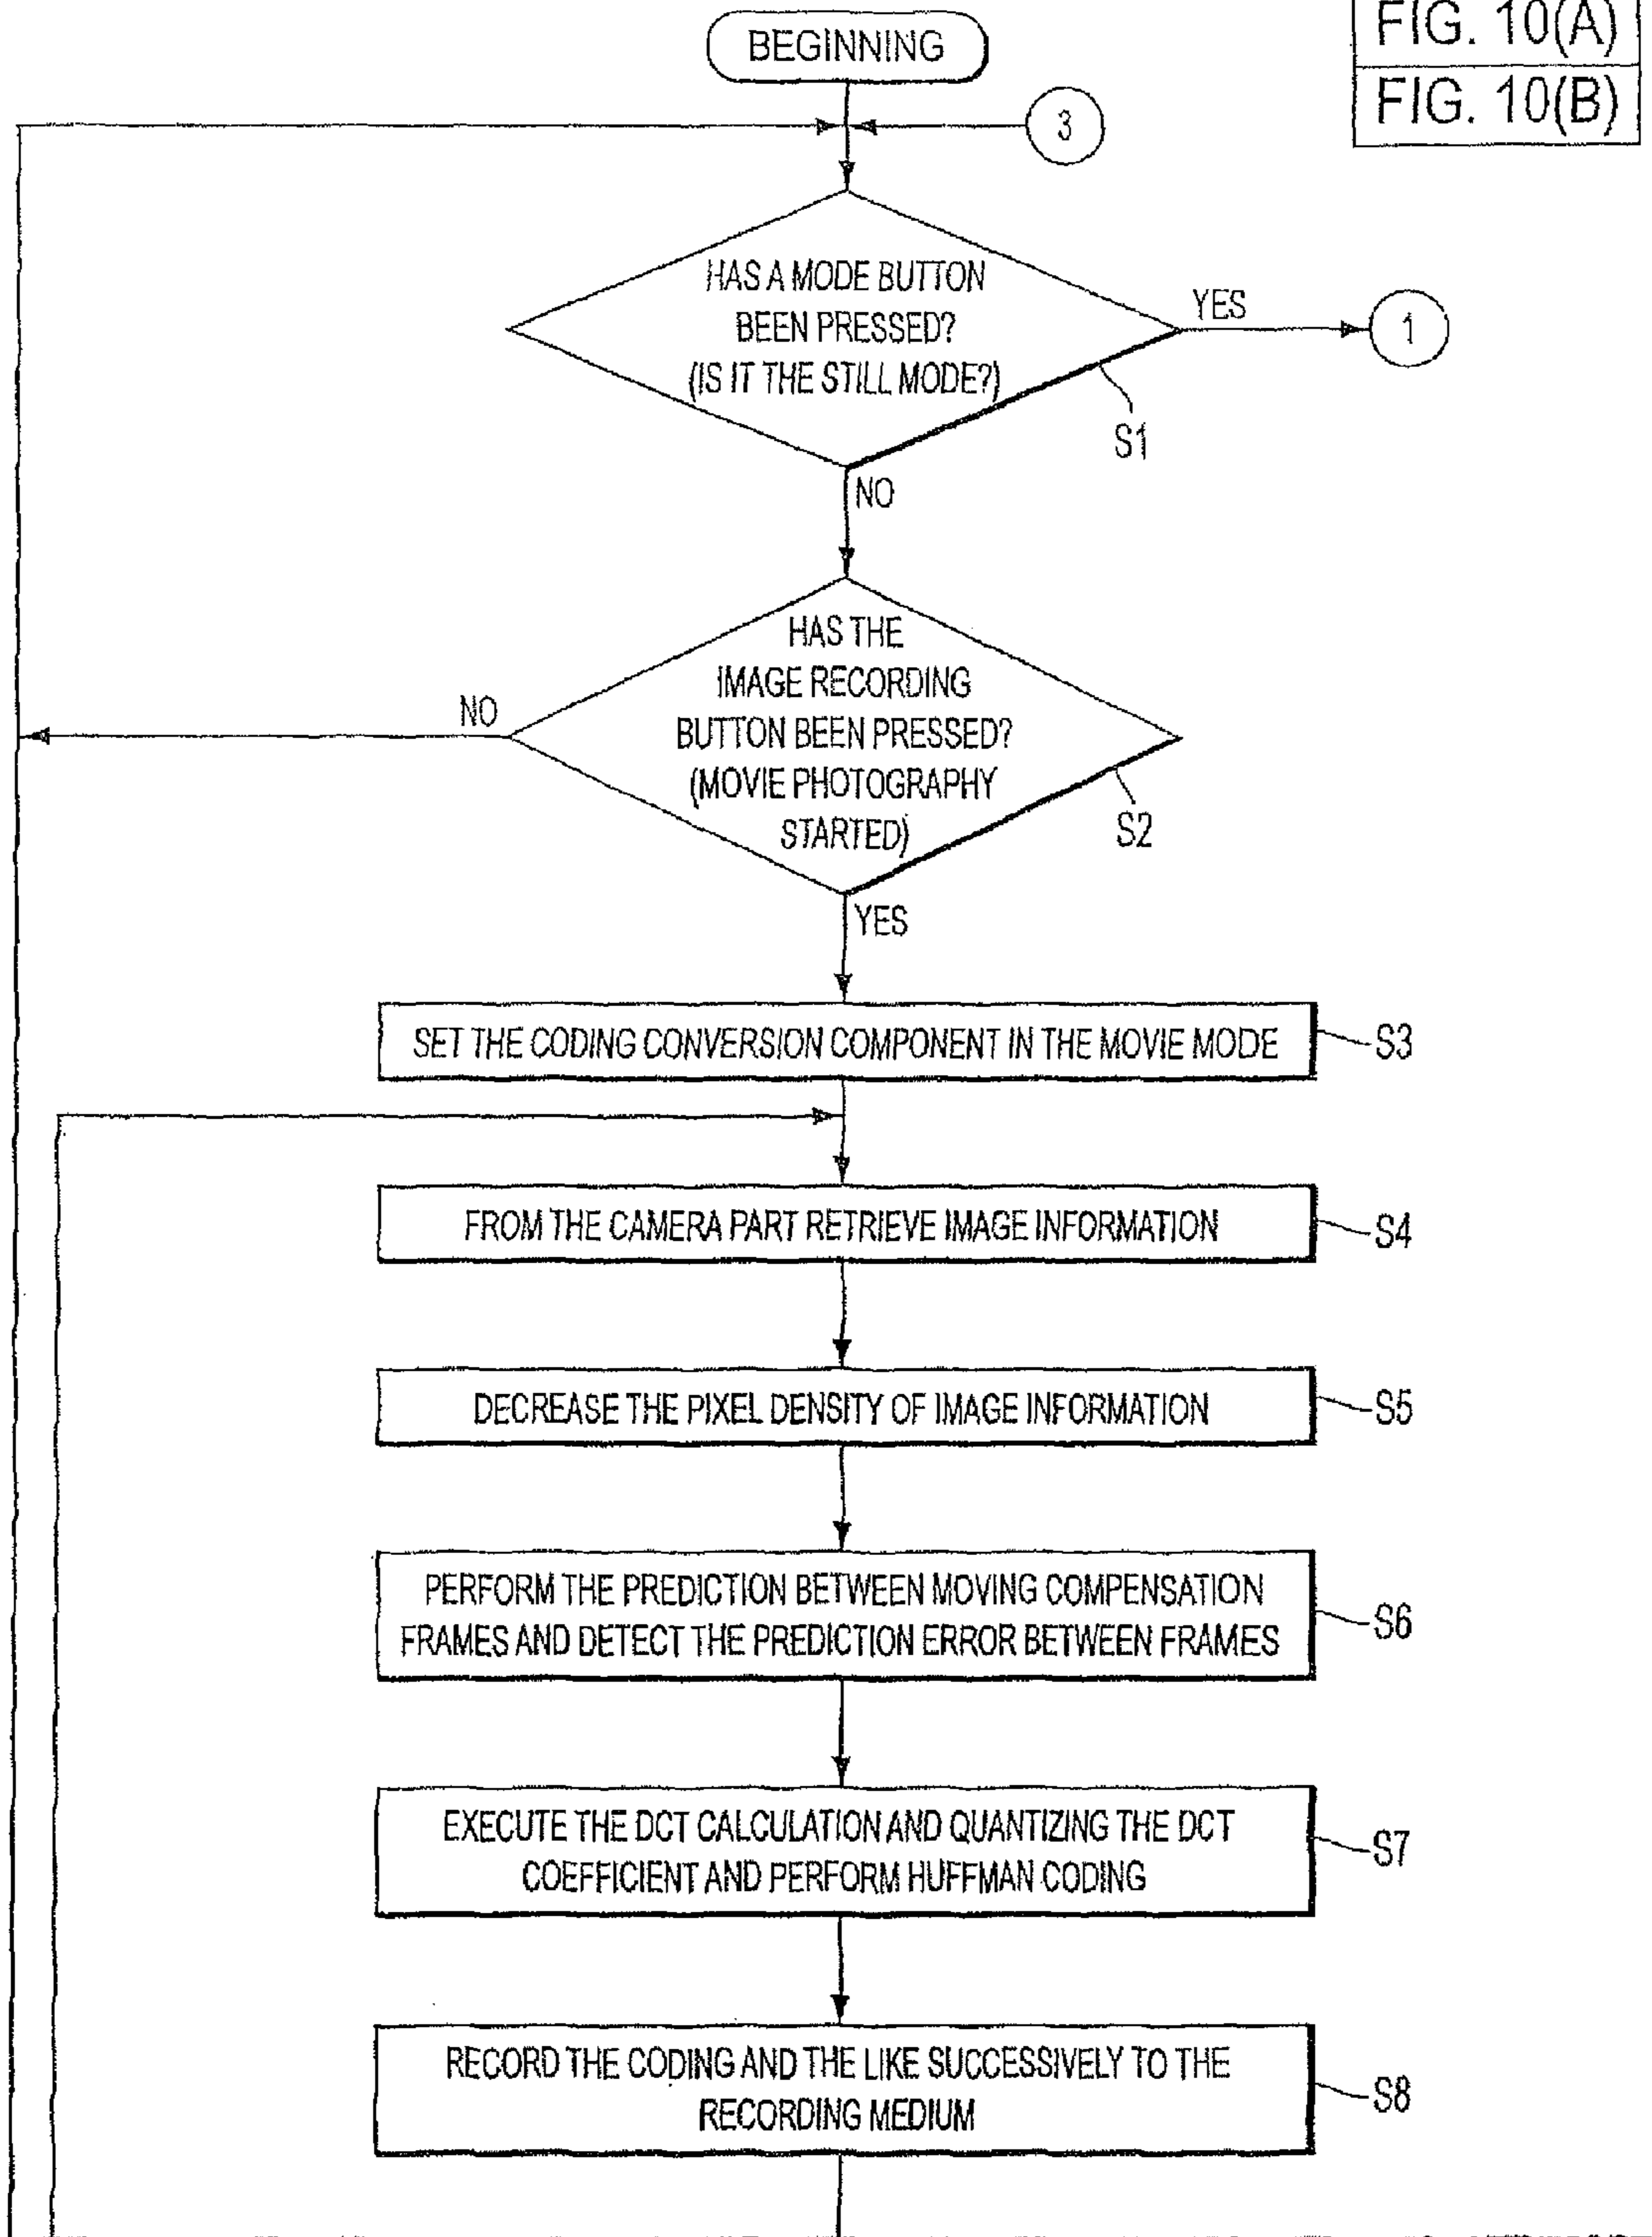 FIG. 10(A)
FIG. 10(B)
BEGINNING
3
HAS A MODE BUTTON
BEEN PRESSED?
(IS IT THE STILL MODE?)
YES
1
S1
NO
HAS THE
IMAGE RECORDING
BUTTON BEEN PRESSED?
(MOVIE PHOTOGRAPHY
STARTED)
NO
S2
YES
SET THE CODING CONVERSION COMPONENT IN THE MOVIE MODE
S3
FROM THE CAMERA PART RETRIEVE IMAGE INFORMATION
S4
DECREASE THE PIXEL DENSITY OF IMAGE INFORMATION
S5
PERFORM THE PREDICTION BETWEEN MOVING COMPENSATION
FRAMES AND DETECT THE PREDICTION ERROR BETWEEN FRAMES
S6
EXECUTE THE DCT CALCULATION AND QUANTIZING THE DCT
COEFFICIENT AND PERFORM HUFFMAN CODING
S7
RECORD THE CODING AND THE LIKE SUCCESSIVELY TO THE
RECORDING MEDIUM
S8